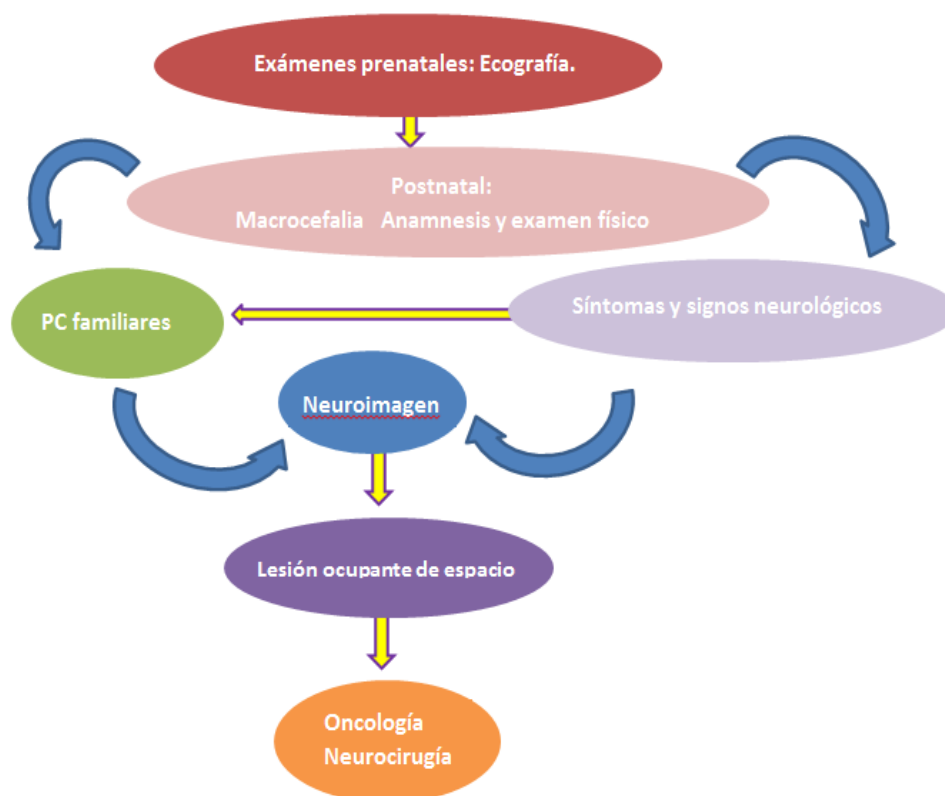 Exámenes prenatales: Ecografía.
Postnatal:
Macrocefalia Anamnesis y examen físico
PC familiares
Síntomas y signos neurológicos
Neuroimagen
Lesión ocupante de espacio
Oncología
Neurocirugía